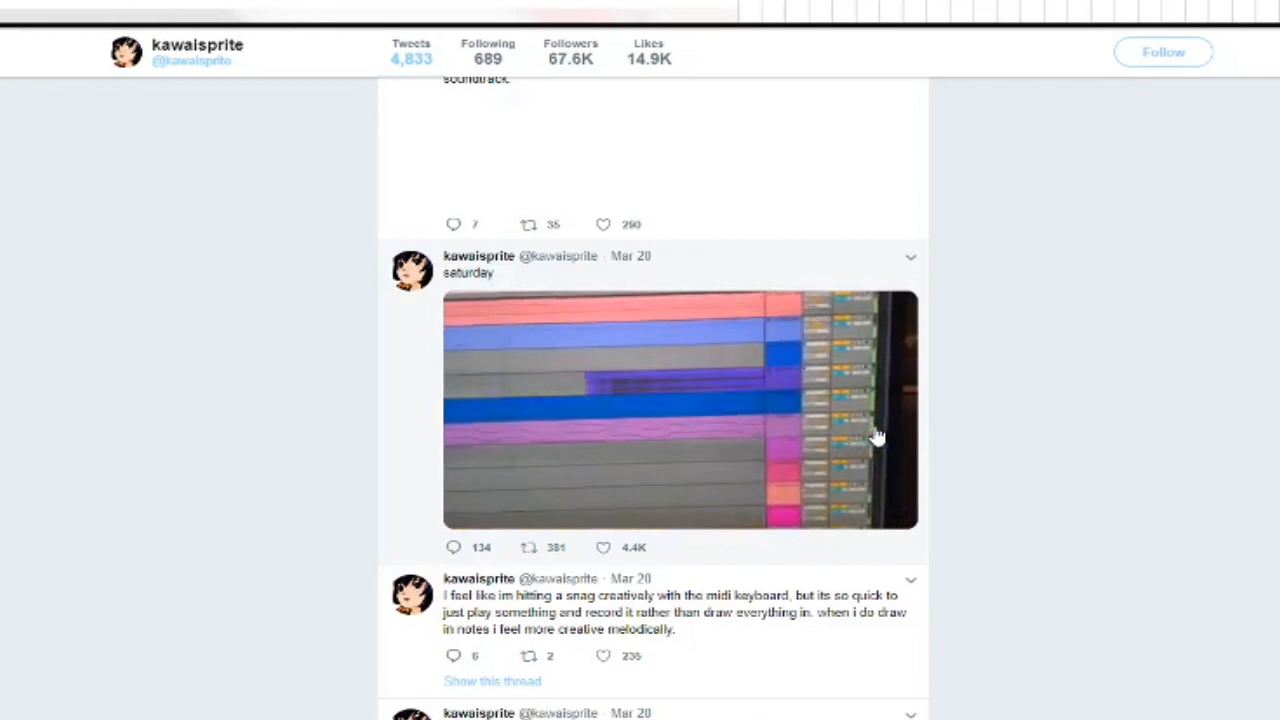 kawaisprite
@kawaisprite
Tweets
4,833
Following
689
Followers
67.6K
Likes
14.9K
Follow
soundtrack.
7 35 290
kawaisprite @kawaisprite · Mar 20
saturday
134 381 4.4K
kawaisprite @kawaisprite · Mar 20
I feel like im hitting a snag creatively with the midi keyboard, but its so quick to
just play something and record it rather than draw everything in. when i do draw
in notes i feel more creative melodically.
6 2 235
Show this thread
kawaisprite @kawaisprite · Mar 20